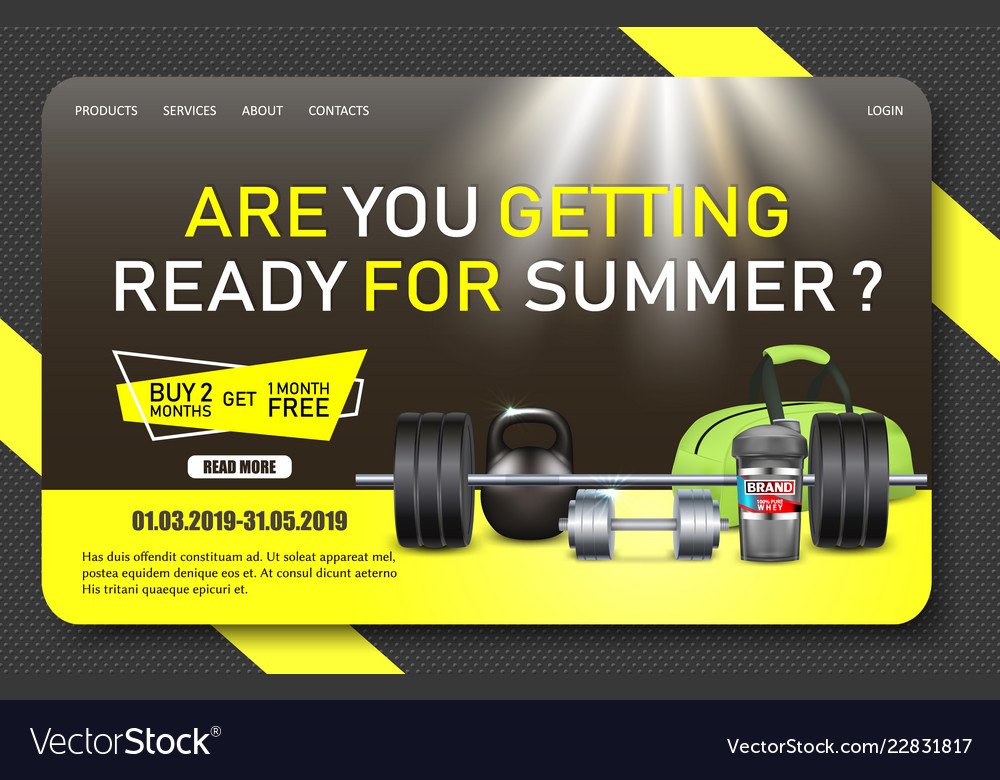 PRODUCTS SERVICES ABOUT CONTACTS LOGIN
ARE YOU GETTING
READY FOR SUMMER ?
BUY 2 MONTHS GET 1 MONTH FREE
READ MORE
BRAND
100% PURE
WHEY
01.03.2019-31.05.2019
Has duis offendit constituam ad. Ut soleat appareat mel,
postea equidem denique eos et. At consul dicunt aeterno
His tritani quaeque epicuri et.
VectorStock®
VectorStock.com/22831817